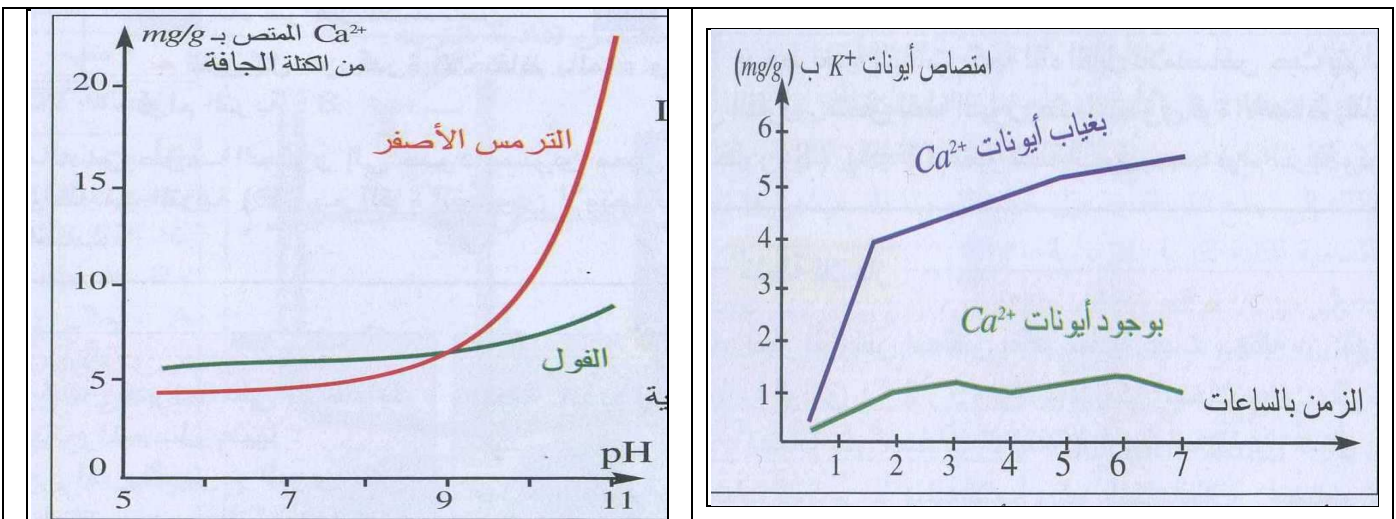 Ca²⁺ الممتص بـ mg/g
من الكتلة الجافة
20
15
10
5
0
الترمس الأصفر
الفول
pH
5
7
9
11
ية
امتصاص أيونات K⁺ ب (mg/g)
6
5
4
3
2
1
بغياب أيونات Ca²⁺
بوجود أيونات Ca²⁺
الزمن بالساعات
1 2 3 4 5 6 7